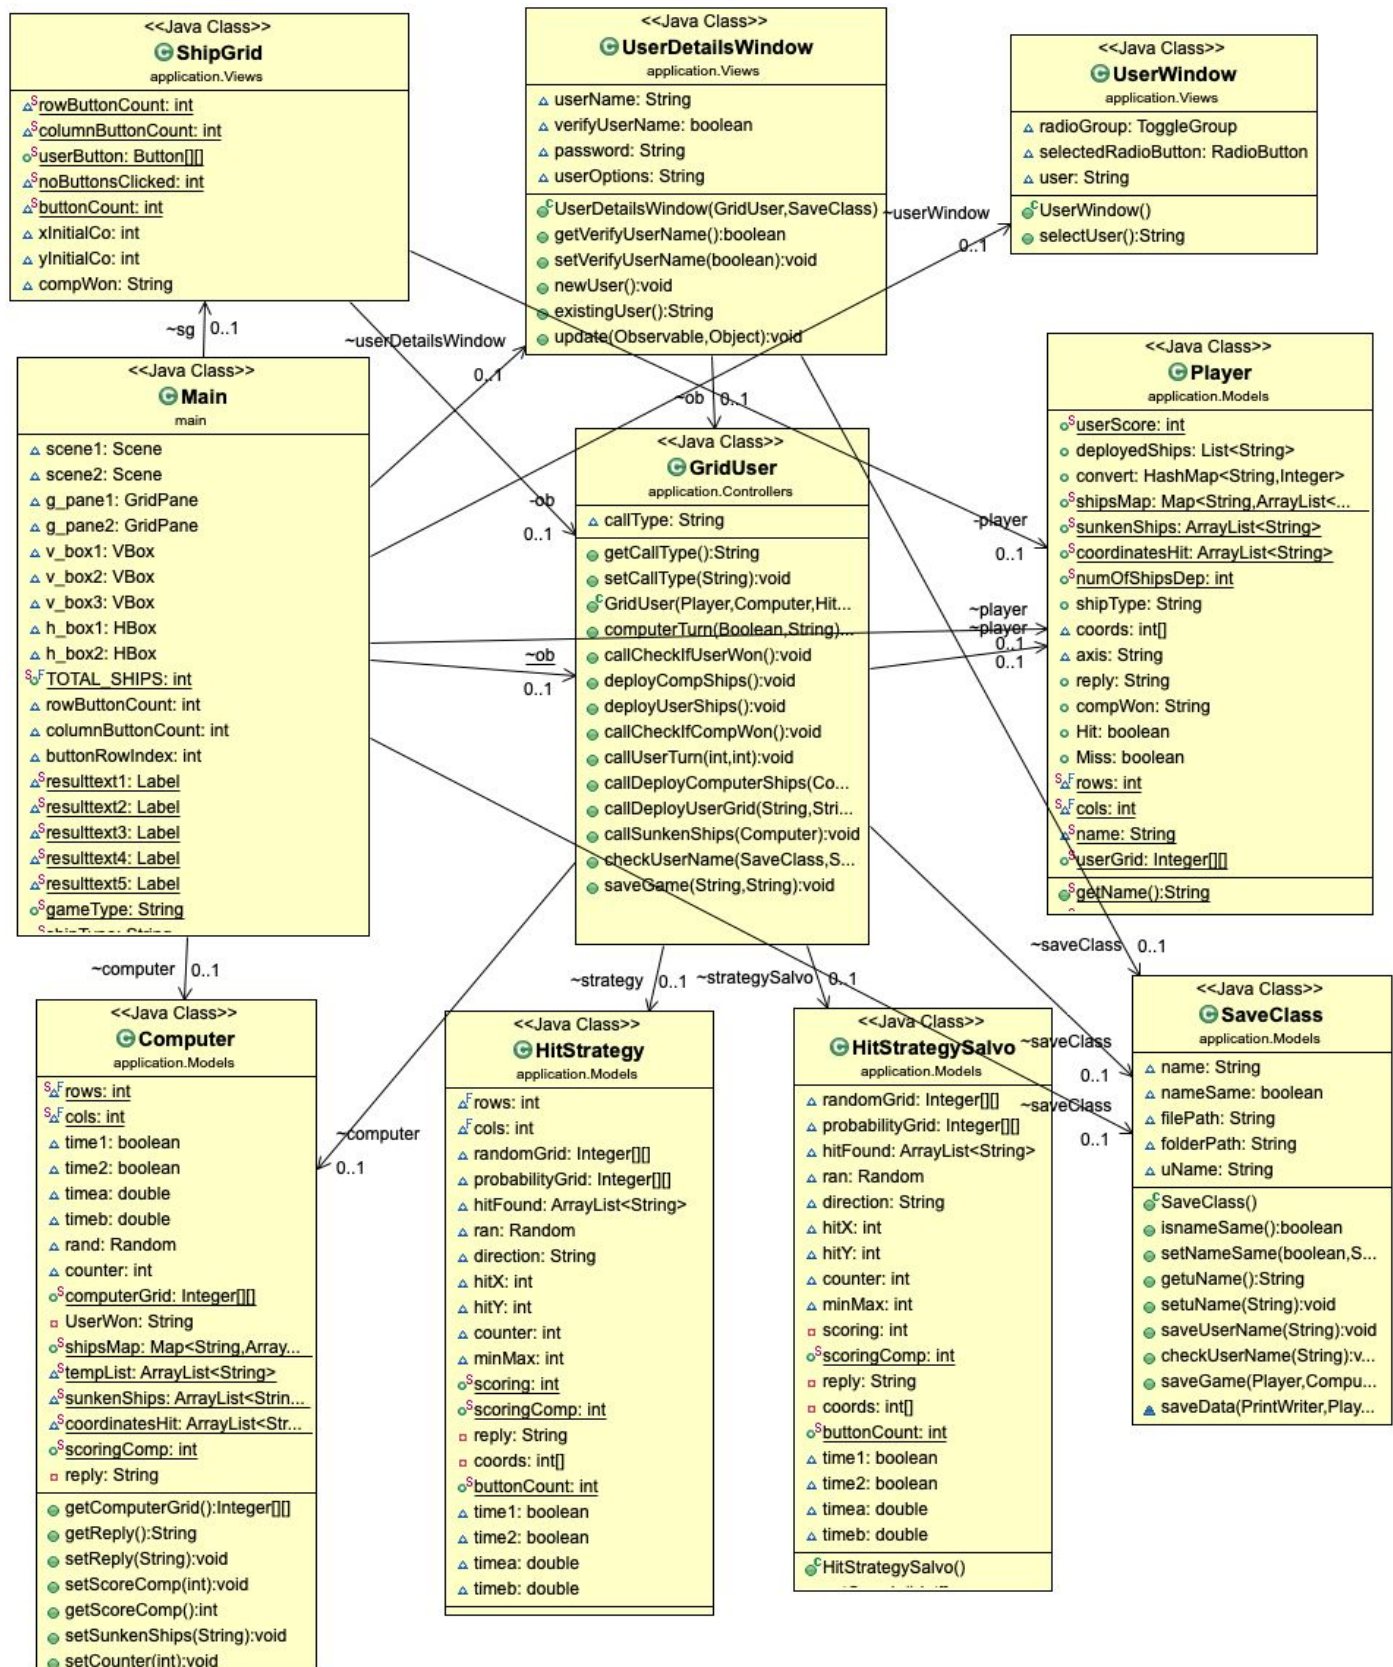 <<Java Class>>
ShipGrid
application.Views
rowButtonCount: int
columnButtonCount: int
userButton: Button[][]
noButtonsClicked: int
buttonCount: int
xInitialCo: int
yInitialCo: int
compWon: String
<<Java Class>>
UserDetailsWindow
application.Views
userName: String
verifyUserName: boolean
password: String
userOptions: String
UserDetailsWindow(GridUser,SaveClass)
getVerifyUserName():boolean
setVerifyUserName(boolean):void
newUser():void
existingUser():String
update(Observable,Object):void
<<Java Class>>
UserWindow
application.Views
radioGroup: ToggleGroup
selectedRadioButton: RadioButton
user: String
UserWindow()
selectUser():String
~userWindow
0..1
~sg
0..1
~userDetailsWindow
0..1
~ob
0..1
<<Java Class>>
Main
main
scene1: Scene
scene2: Scene
g_pane1: GridPane
g_pane2: GridPane
v_box1: VBox
v_box2: VBox
v_box3: VBox
h_box1: HBox
h_box2: HBox
TOTAL_SHIPS: int
rowButtonCount: int
columnButtonCount: int
buttonRowIndex: int
resulttext1: Label
resulttext2: Label
resulttext3: Label
resulttext4: Label
resulttext5: Label
gameType: String
-ob
0..1
~ob
0..1
<<Java Class>>
GridUser
application.Controllers
callType: String
getCallType():String
setCallType(String):void
GridUser(Player,Computer,Hit...
computerTurn(Boolean,String)...
callCheckIfUserWon():void
deployCompShips():void
deployUserShips():void
callCheckIfCompWon():void
callUserTurn(int,int):void
callDeployComputerShips(Co...
callDeployUserGrid(String,Stri...
callSunkenShips(Computer):void
checkUserName(SaveClass,S...
saveGame(String,String):void
-player
0..1
~player
~player
0..1
0..1
<<Java Class>>
Player
application.Models
userScore: int
deployedShips: List<String>
convert: HashMap<String,Integer>
shipsMap: Map<String,ArrayList<...
sunkenShips: ArrayList<String>
coordinatesHit: ArrayList<String>
numOfShipsDep: int
shipType: String
coords: int[]
axis: String
reply: String
compWon: String
Hit: boolean
Miss: boolean
rows: int
cols: int
name: String
userGrid: Integer[][]
getName():String
~computer
0..1
~strategy
0..1
~strategySalvo
0..1
~saveClass
0..1
<<Java Class>>
Computer
application.Models
rows: int
cols: int
time1: boolean
time2: boolean
timea: double
timeb: double
rand: Random
counter: int
computerGrid: Integer[][]
UserWon: String
shipsMap: Map<String,Array...
tempList: ArrayList<String>
sunkenShips: ArrayList<Strin...
coordinatesHit: ArrayList<Str...
scoringComp: int
reply: String
getComputerGrid():Integer[][]
getReply():String
setReply(String):void
setScoreComp(int):void
getScoreComp():int
setSunkenShips(String):void
setCounter(int):void
~computer
0..1
<<Java Class>>
HitStrategy
application.Models
rows: int
cols: int
randomGrid: Integer[][]
probabilityGrid: Integer[][]
hitFound: ArrayList<String>
ran: Random
direction: String
hitX: int
hitY: int
counter: int
minMax: int
scoring: int
scoringComp: int
reply: String
coords: int[]
buttonCount: int
time1: boolean
time2: boolean
timea: double
timeb: double
<<Java Class>>
HitStrategySalvo
application.Models
randomGrid: Integer[][]
probabilityGrid: Integer[][]
hitFound: ArrayList<String>
ran: Random
direction: String
hitX: int
hitY: int
counter: int
minMax: int
scoring: int
scoringComp: int
reply: String
coords: int[]
buttonCount: int
time1: boolean
time2: boolean
timea: double
timeb: double
HitStrategySalvo()
~saveClass
0..1
~saveClass
0..1
<<Java Class>>
SaveClass
application.Models
name: String
nameSame: boolean
filePath: String
folderPath: String
uName: String
SaveClass()
isnameSame():boolean
setNameSame(boolean,S...
getuName():String
setuName(String):void
saveUserName(String):void
checkUserName(String):v...
saveGame(Player,Compu...
saveData(PrintWriter,Play...